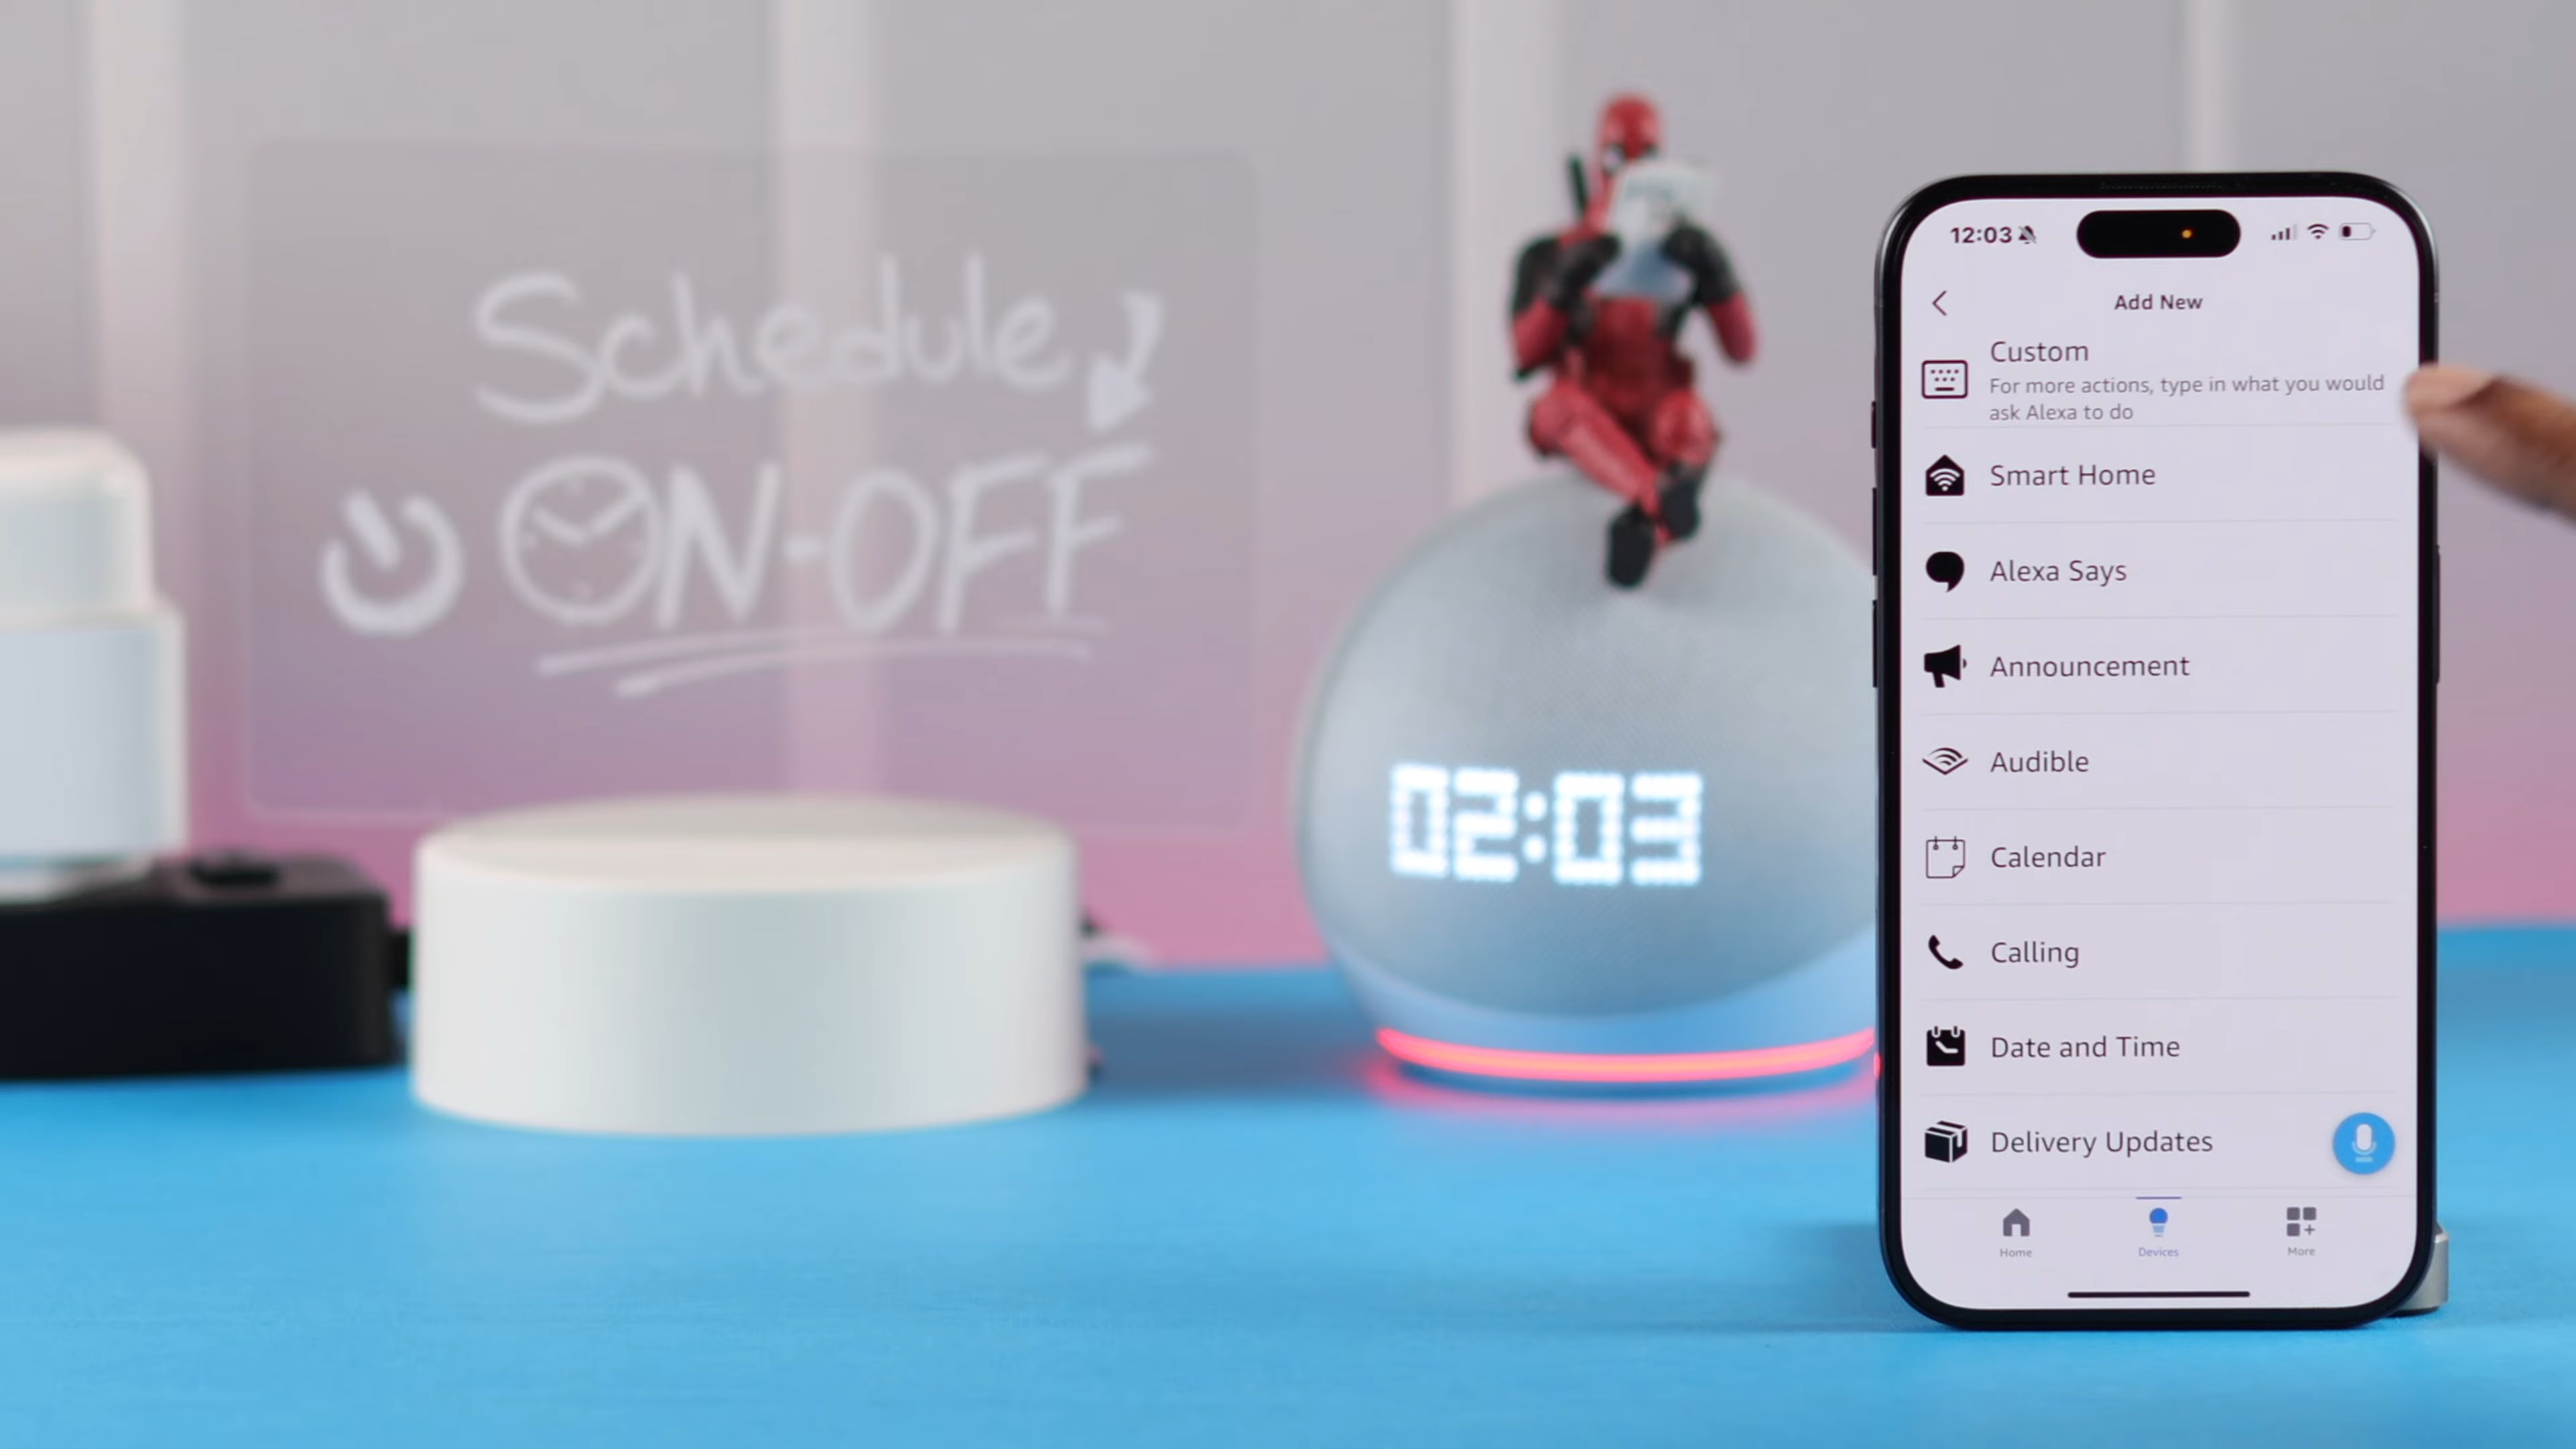 Schedule
ON-OFF
02:03
12:03
Add New
Custom
For more actions, type in what you would
ask Alexa to do
Smart Home
Alexa Says
Announcement
Audible
Calendar
Calling
Date and Time
Delivery Updates
Home
Devices
More